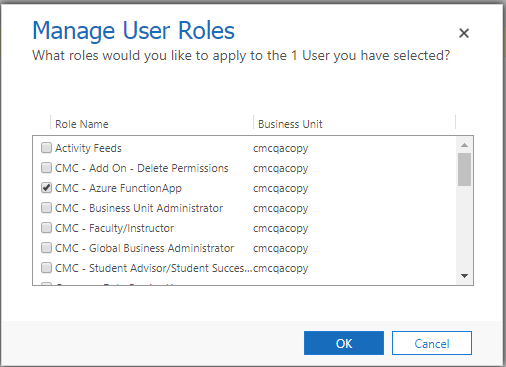 Manage User Roles
What roles would you like to apply to the 1 User you have selected?
Role Name Business Unit
Activity Feeds cmcqacopy
CMC - Add On - Delete Permissions cmcqacopy
CMC - Azure FunctionApp cmcqacopy
CMC - Business Unit Administrator cmcqacopy
CMC - Faculty/Instructor cmcqacopy
CMC - Global Business Administrator cmcqacopy
CMC - Student Advisor/Student Succes... cmcqacopy
OK Cancel